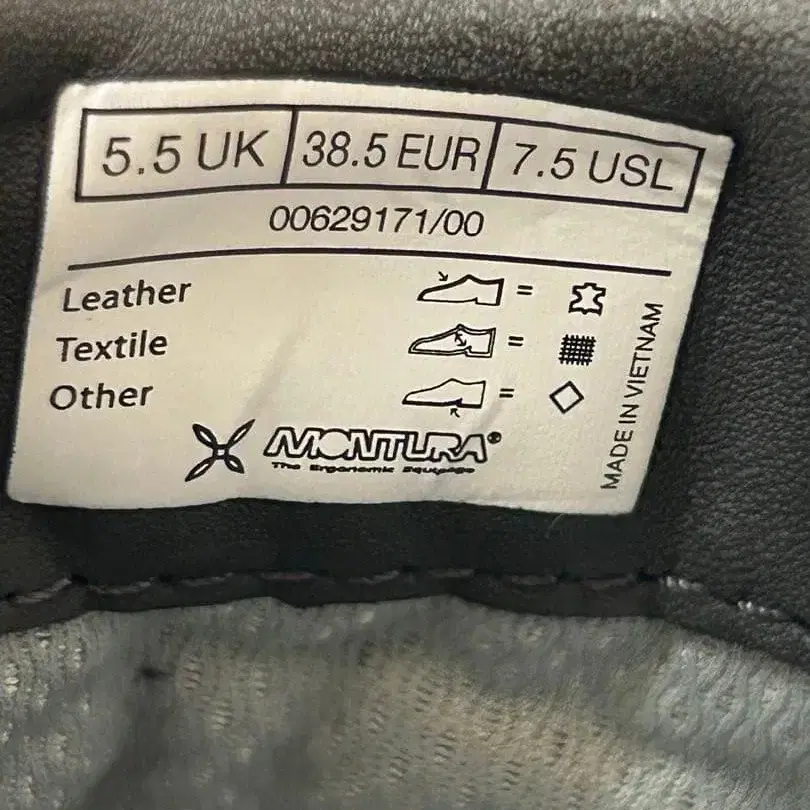 5.5 UK 38.5 EUR 7.5 USL
00629171/00
Leather =
Textile =
Other =
MADE IN VIETNAM
MONTURA®
The Ergonomic Equipage